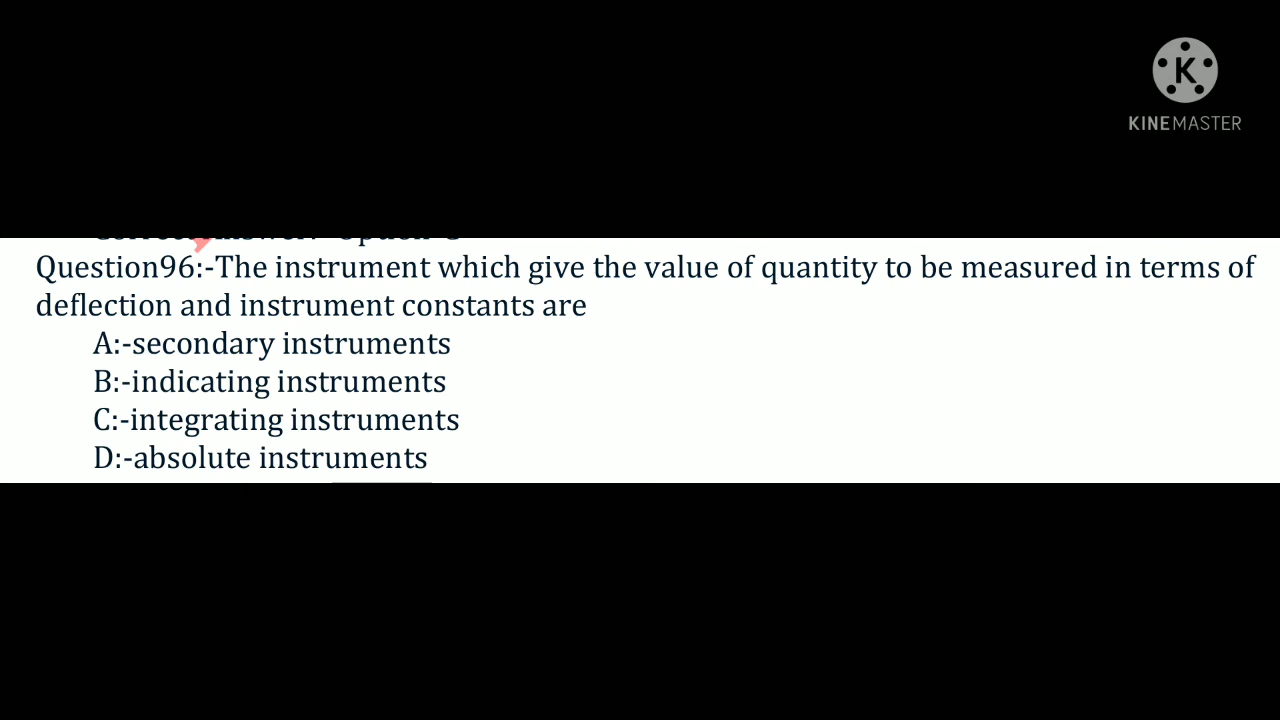 K
KINEMASTER
Question96:-The instrument which give the value of quantity to be measured in terms of
deflection and instrument constants are
A:-secondary instruments
B:-indicating instruments
C:-integrating instruments
D:-absolute instruments